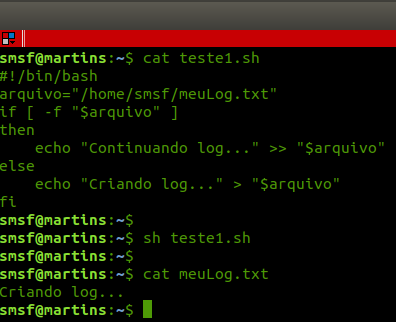 smsf@martins:~$ cat teste1.sh
#!/bin/bash
arquivo="/home/smsf/meuLog.txt"
if [ -f "$arquivo" ]
then
    echo "Continuando log..." >> "$arquivo"
else
    echo "Criando log..." > "$arquivo"
fi
smsf@martins:~$
smsf@martins:~$ sh teste1.sh
smsf@martins:~$
smsf@martins:~$ cat meuLog.txt
Criando log...
smsf@martins:~$